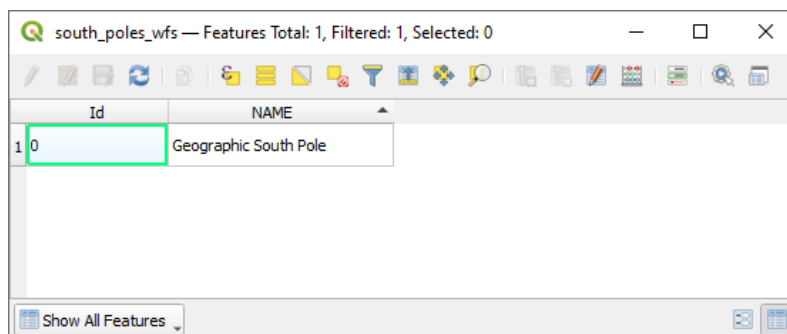 south_poles_wfs — Features Total: 1, Filtered: 1, Selected: 0
Id NAME
1 0 Geographic South Pole
Show All Features